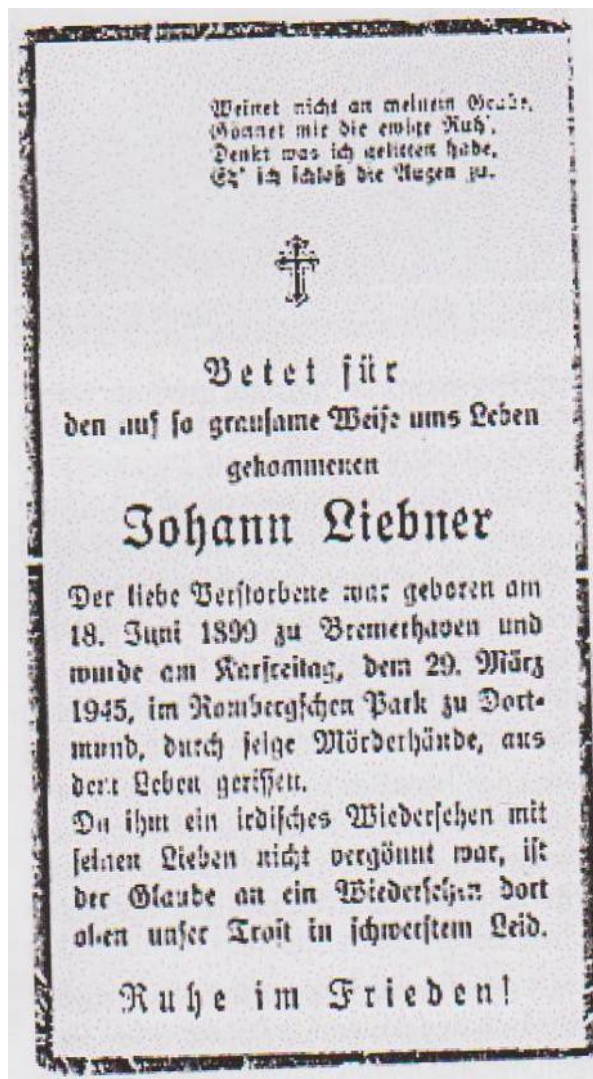 Weinet nicht an meinem Grabe,
Gönnet mir die ewige Ruh',
Denkt was ich gelitten habe,
Eh' ich schloß die Augen zu.
Betet für
den auf so grausame Weise ums Leben
gekommenen
Johann Liebner
Der liebe Verstorbene war geboren am
18. Juni 1899 zu Bremerhaven und
wurde am Karfreitag, dem 29. März
1945, im Rombergschen Park zu Dort-
mund, durch feige Mörderhände, aus
dem Leben gerissen.
Da ihm ein irdisches Wiedersehen mit
seinen Lieben nicht vergönnt war, ist
der Glaube an ein Wiedersehen dort
oben unser Trost in schwerstem Leid.
Ruhe im Frieden!